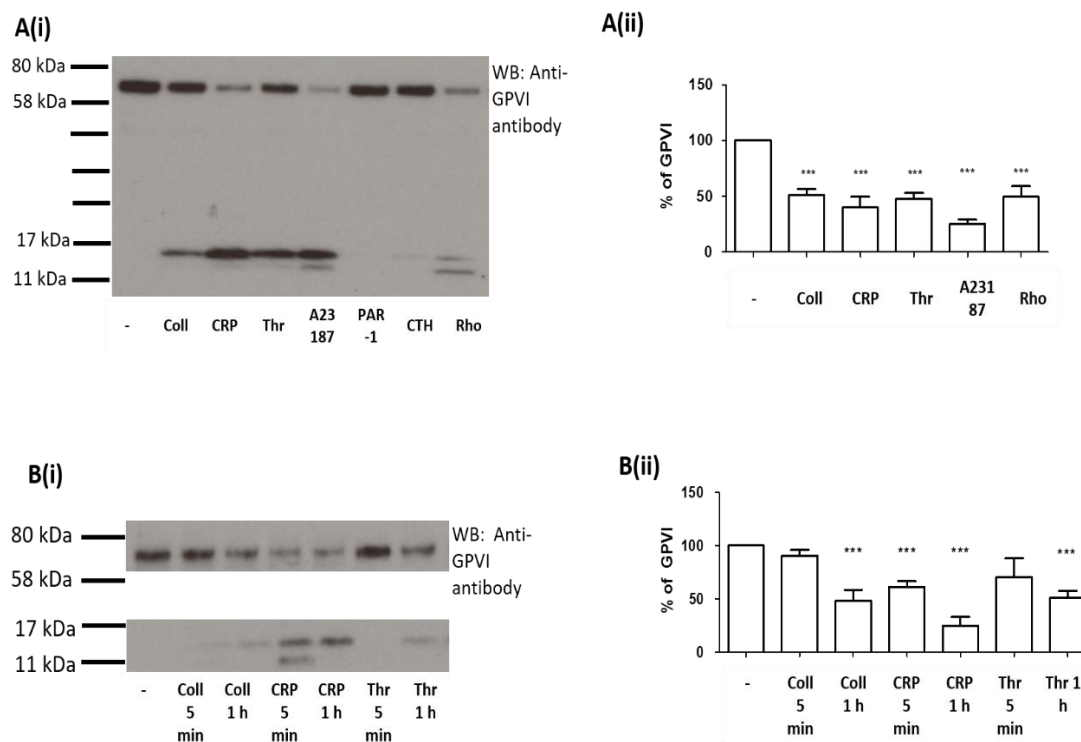 A(i)
80 kDa
58 kDa
17 kDa
11 kDa
WB: Anti-
GPVI
antibody
- Coll CRP Thr A23 187 PAR -1 CTH Rho
A(ii)
% of GPVI
150
100
50
0
*** *** *** *** ***
- Coll CRP Thr A231 87 Rho
B(i)
80 kDa
58 kDa
17 kDa
11 kDa
WB: Anti-
GPVI
antibody
- Coll Coll CRP CRP Thr Thr
5 1 h 5 1 h 5 1 h
min min min
B(ii)
% of GPVI
150
100
50
0
*** *** *** ***
- Coll Coll CRP CRP Thr Thr 1
5 1 h 5 1 h 5 h
min min min